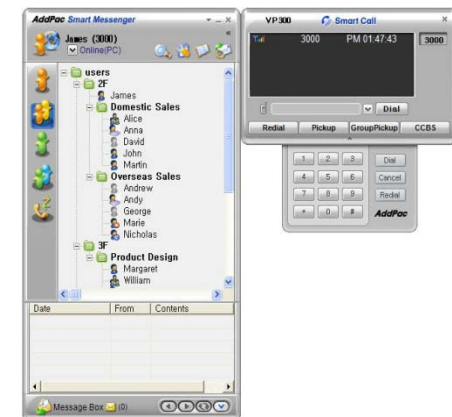 AddPac Smart Messenger
James (3000)
Online(PC)
users
2F
James
Domestic Sales
Alice
Anna
David
John
Martin
Overseas Sales
Andrew
Andy
George
Marie
Nicholas
3F
Product Design
Margaret
William
Date From Contents
Message Box (0)
VP300 Smart Call
3000 PM 01:47:43 3000
Dial
Redial Pickup GroupPickup CCBS
1 2 3 Dial
4 5 6 Cancel
7 8 9 Redial
* 0 # AddPac